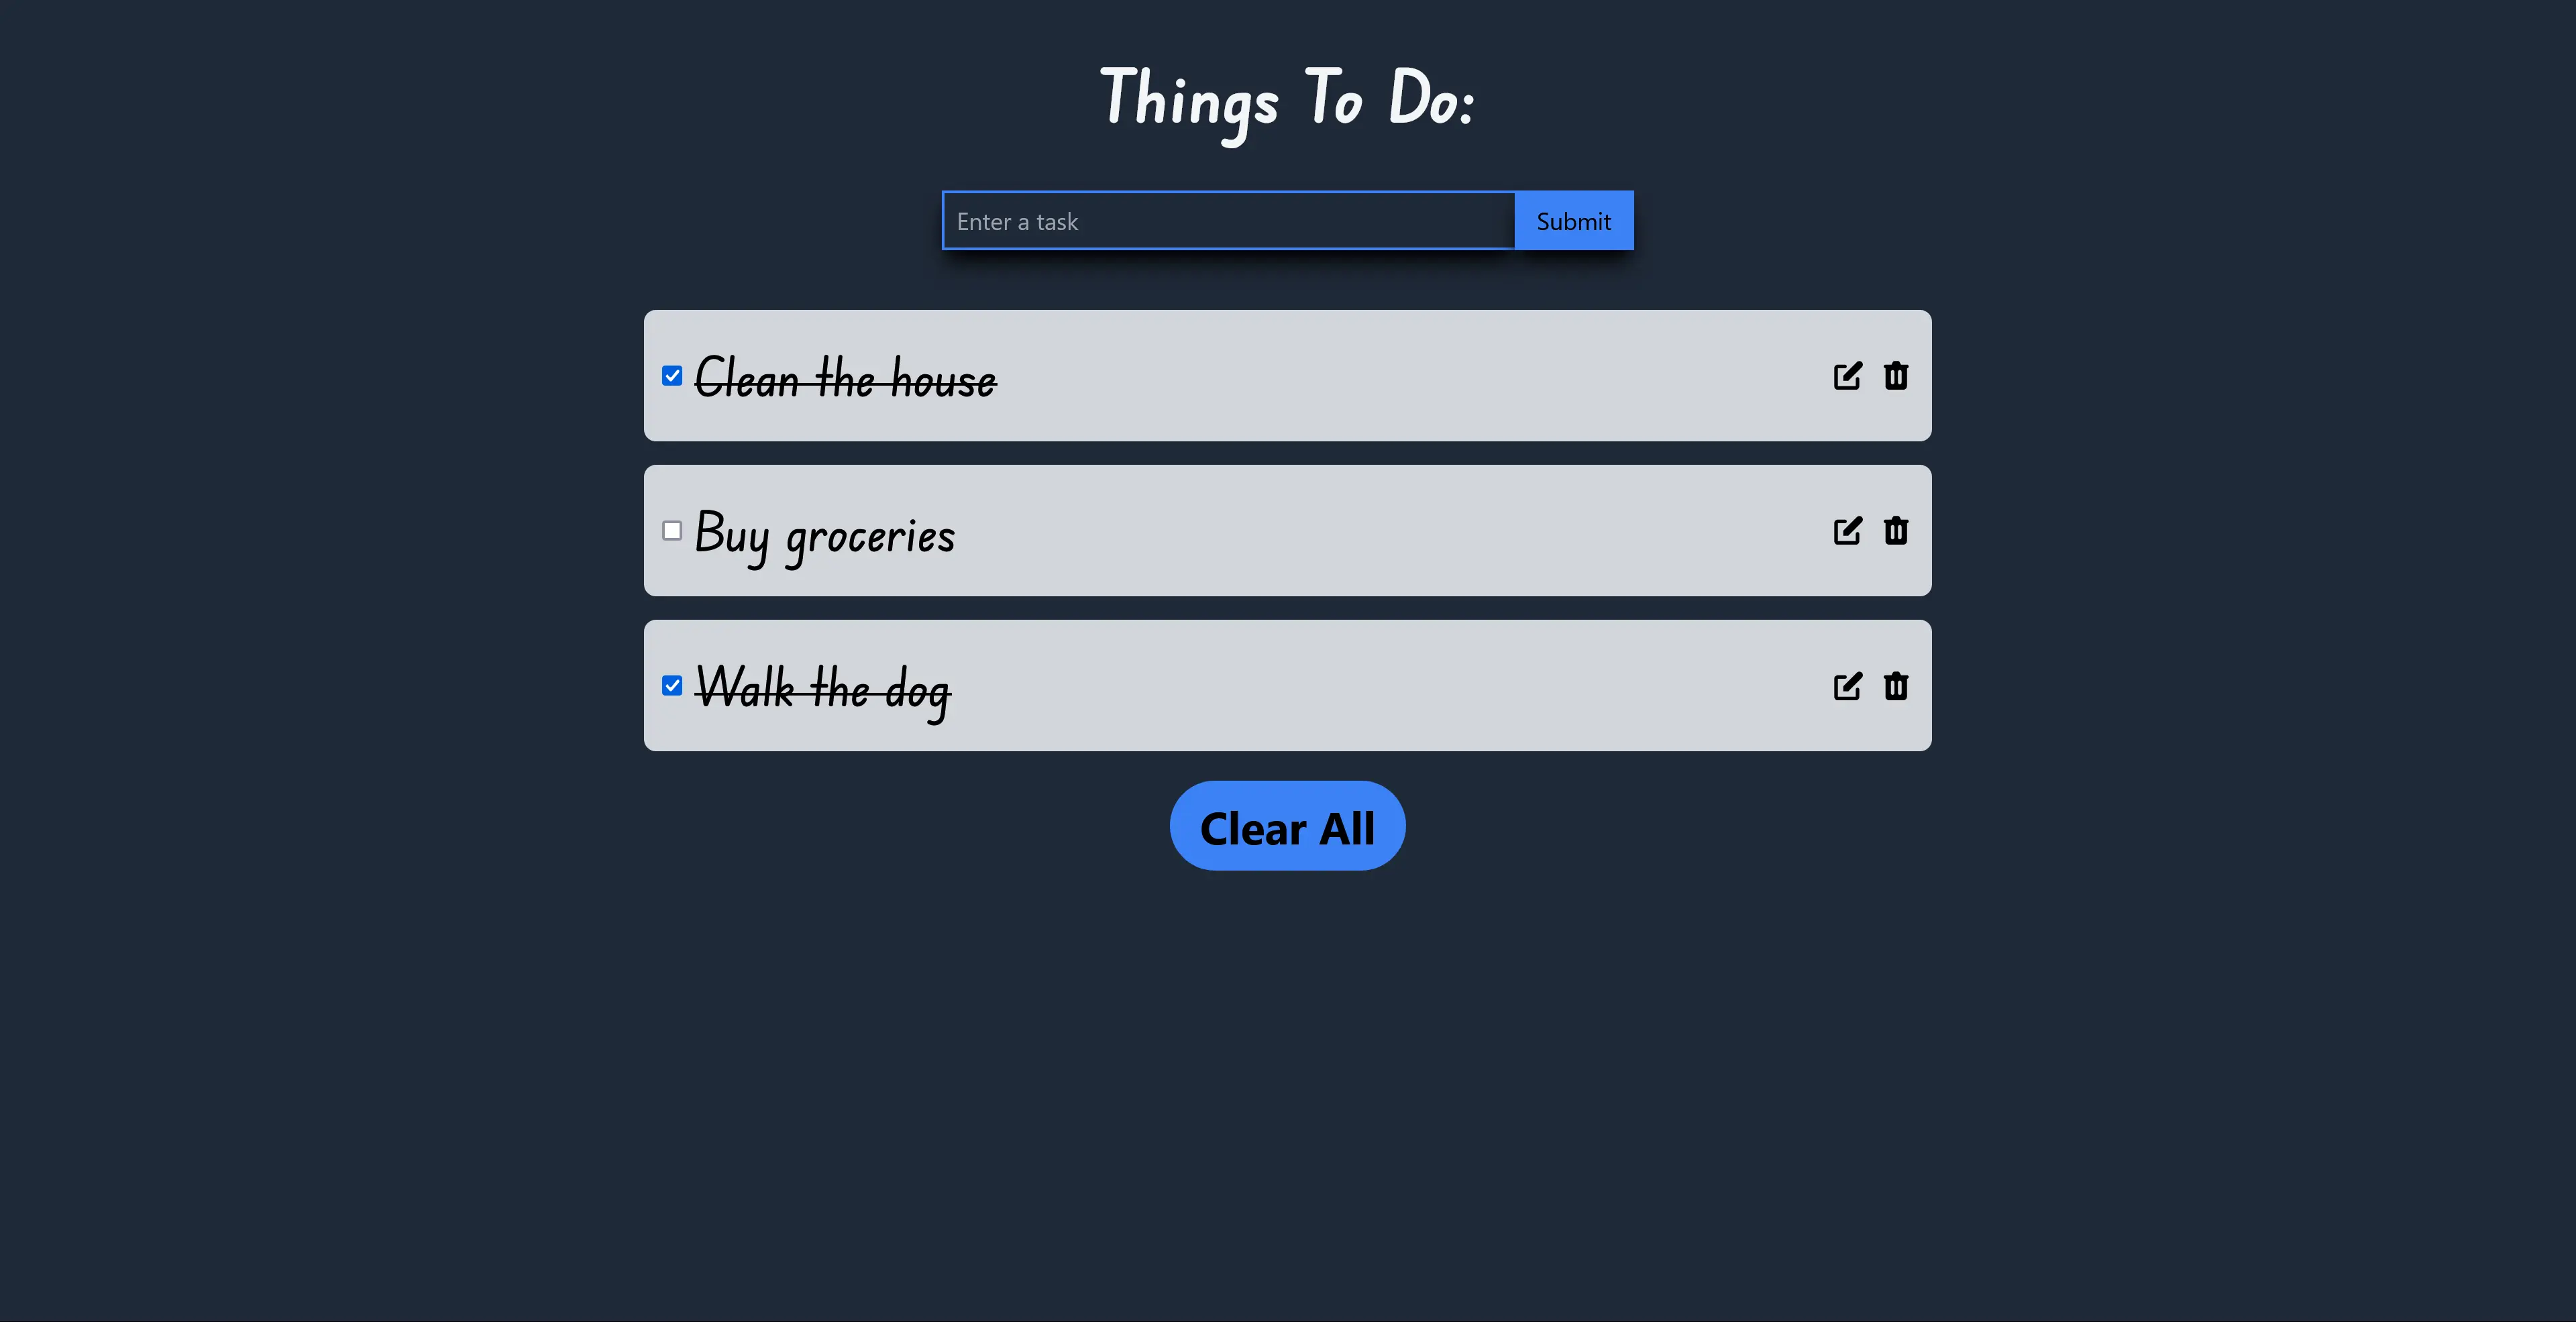 Things To Do:
Enter a task
Submit
Clean the house
Buy groceries
Walk the dog
Clear All